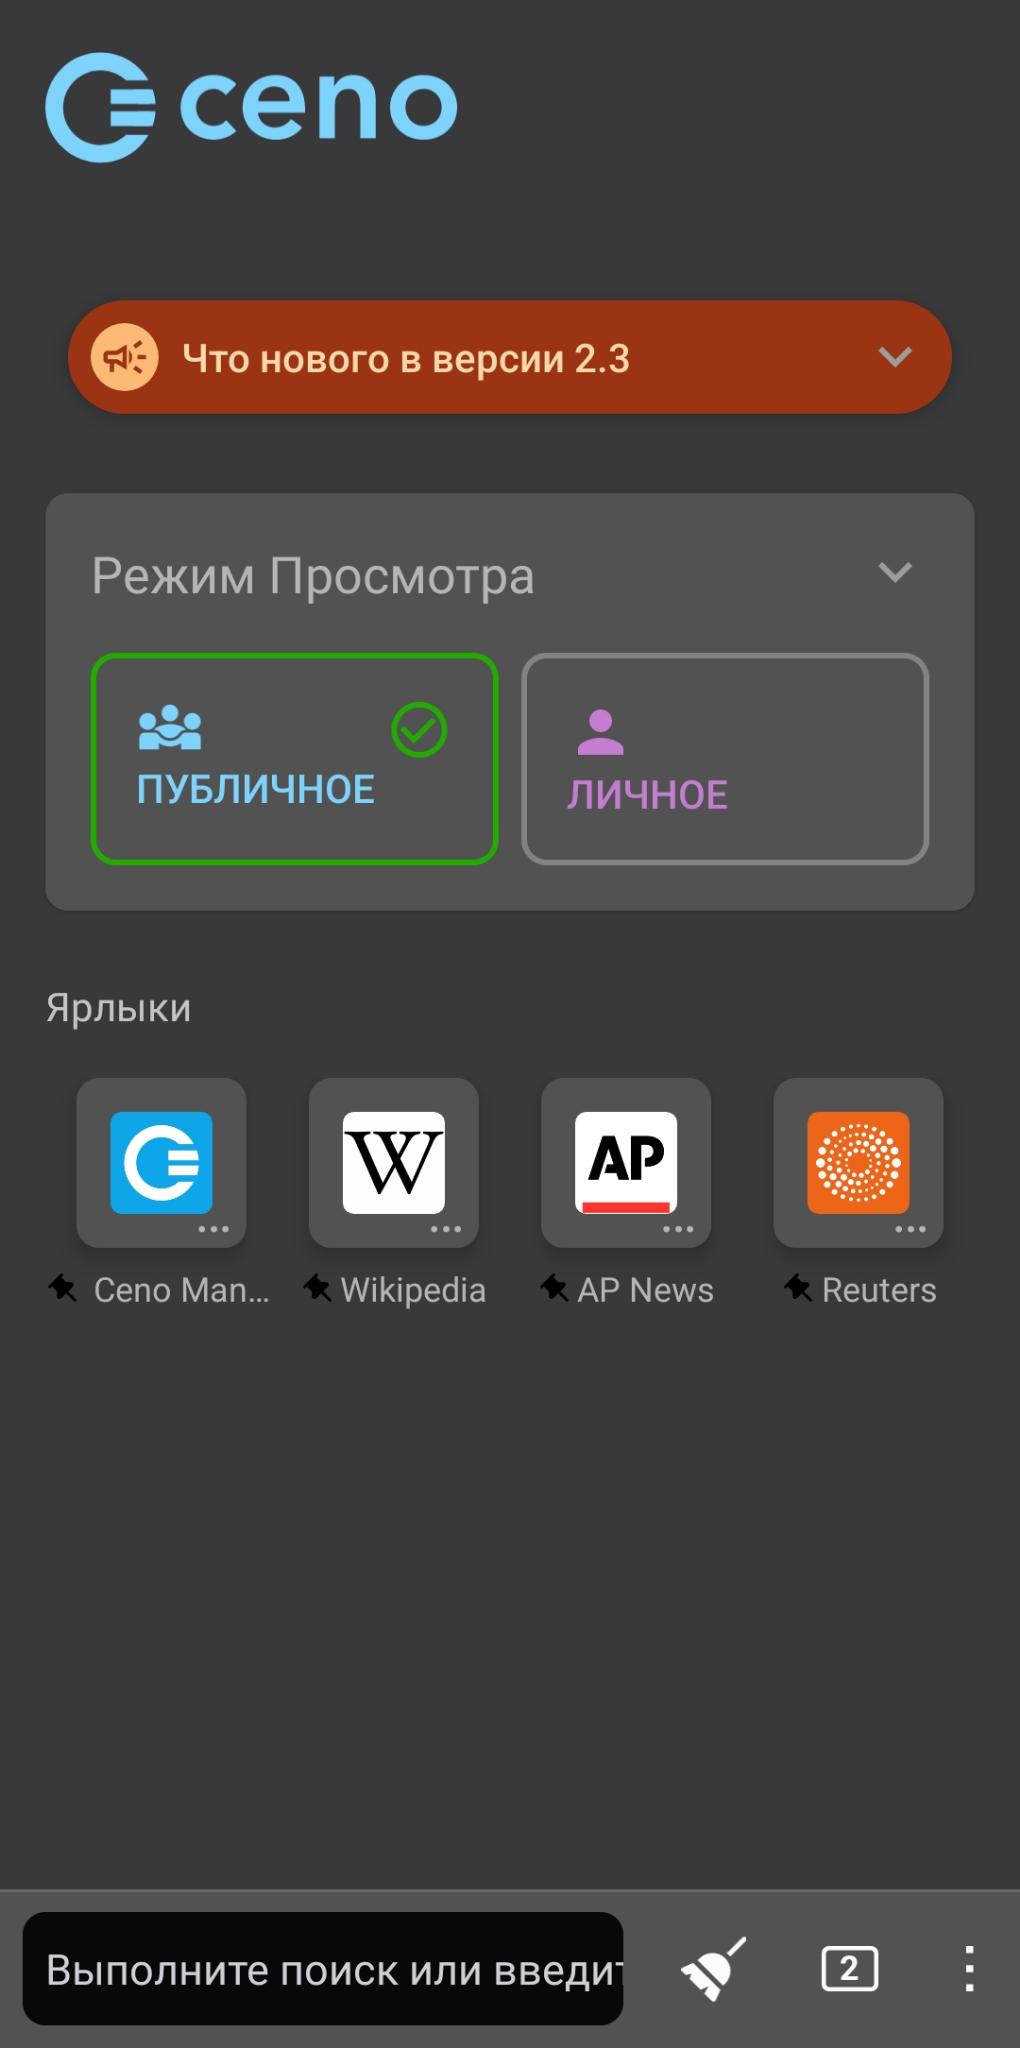 ceno
Что нового в версии 2.3
Режим Просмотра
ПУБЛИЧНОЕ
ЛИЧНОЕ
Ярлыки
W
AP
Ceno Man...
Wikipedia
AP News
Reuters
Выполните поиск или введит
2